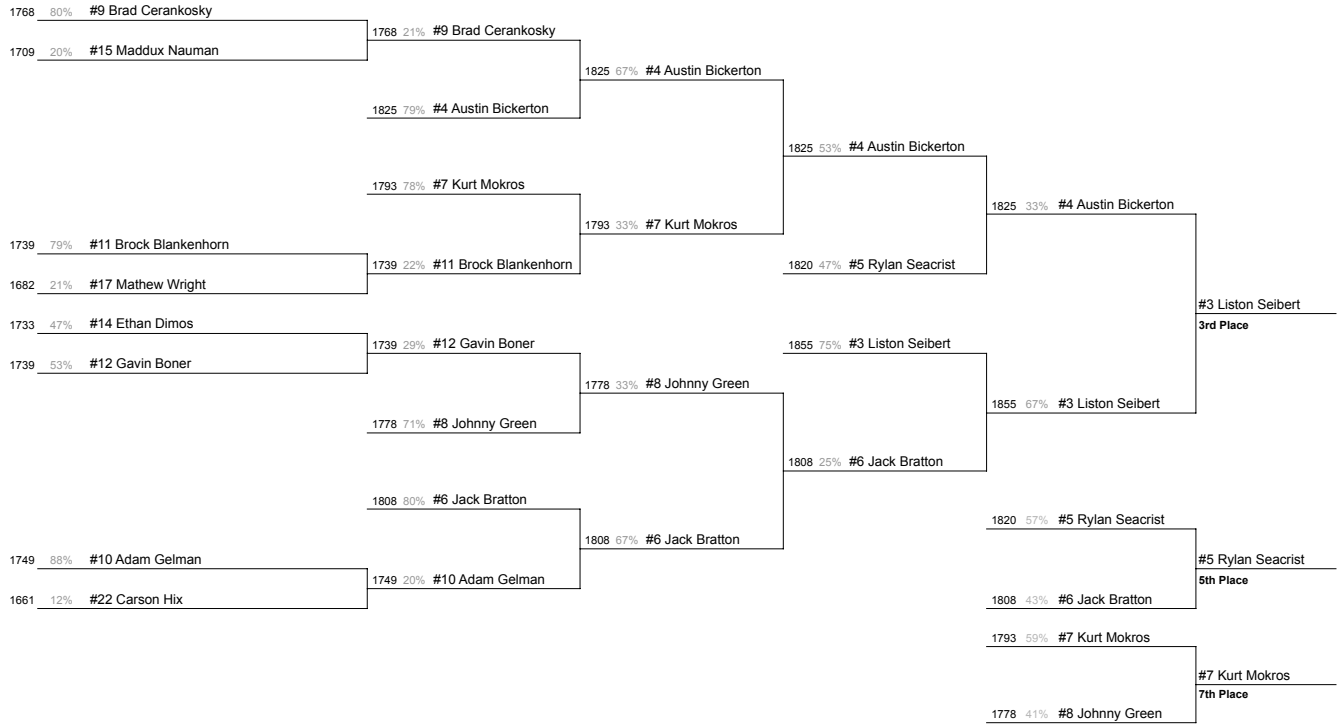 1768 80% #9 Brad Cerankosky
1768 21% #9 Brad Cerankosky
1709 20% #15 Maddux Nauman
1825 67% #4 Austin Bickerton
1825 79% #4 Austin Bickerton
1825 53% #4 Austin Bickerton
1793 78% #7 Kurt Mokros
1825 33% #4 Austin Bickerton
1793 33% #7 Kurt Mokros
1739 79% #11 Brock Blankenhorn
1739 22% #11 Brock Blankenhorn
1820 47% #5 Rylan Seacrist
1682 21% #17 Mathew Wright
#3 Liston Seibert
3rd Place
1733 47% #14 Ethan Dimos
1739 29% #12 Gavin Boner
1855 75% #3 Liston Seibert
1739 53% #12 Gavin Boner
1778 33% #8 Johnny Green
1855 67% #3 Liston Seibert
1778 71% #8 Johnny Green
1808 25% #6 Jack Bratton
1808 80% #6 Jack Bratton
1820 57% #5 Rylan Seacrist
1808 67% #6 Jack Bratton
1749 88% #10 Adam Gelman
#5 Rylan Seacrist
5th Place
1749 20% #10 Adam Gelman
1661 12% #22 Carson Hix
1808 43% #6 Jack Bratton
1793 59% #7 Kurt Mokros
#7 Kurt Mokros
7th Place
1778 41% #8 Johnny Green